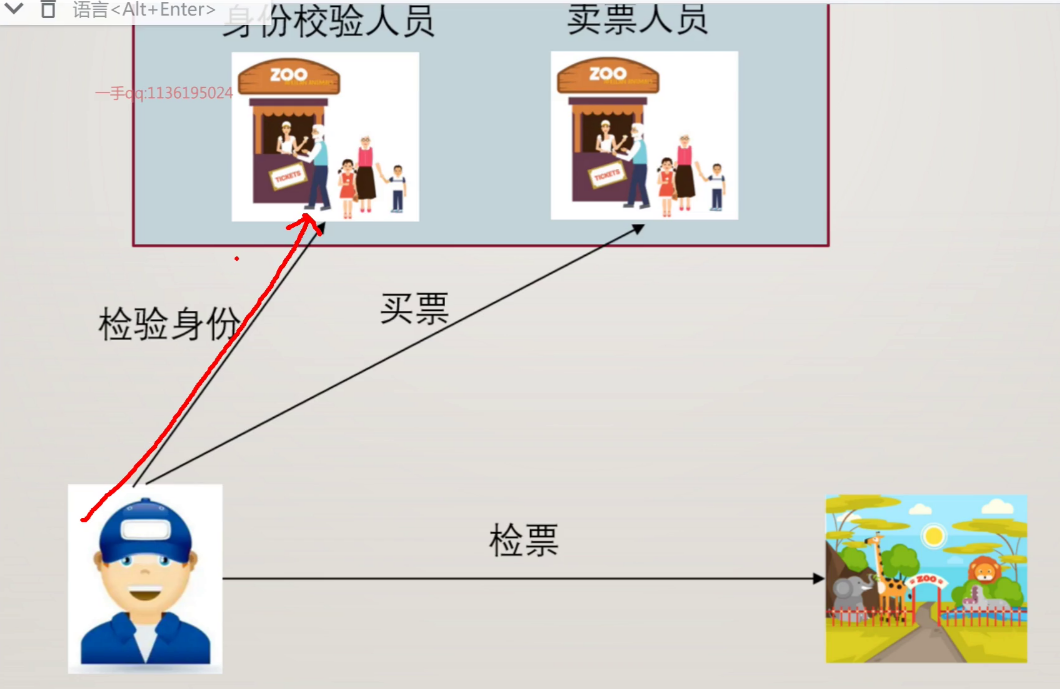 语言<Alt+Enter>
身份校验人员
卖票人员
ZOO
ZOO
一手qq:1136195024
TICKETS
TICKETS
检验身份
买票
检票
ZOO